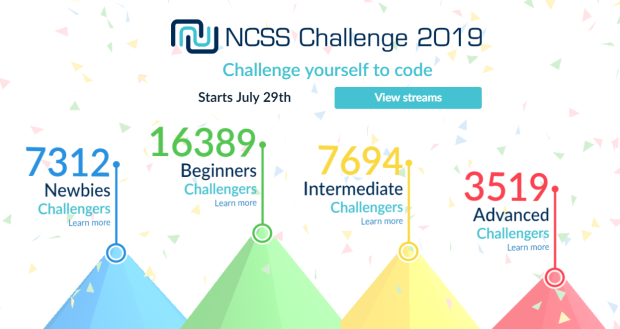 NCSS Challenge 2019
Challenge yourself to code
Starts July 29th
View streams
7312
Newbies
Challengers
Learn more
16389
Beginners
Challengers
Learn more
7694
Intermediate
Challengers
Learn more
3519
Advanced
Challengers
Learn more